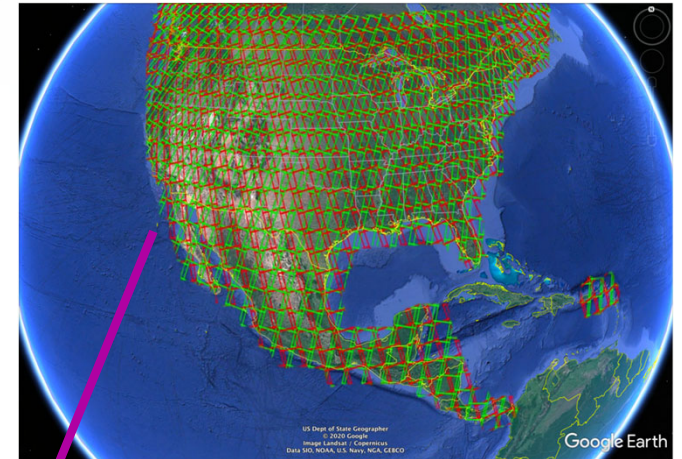 US Dept of State Geographer
© 2020 Google
Image Landsat / Copernicus
Data SIO, NOAA, U.S. Navy, NGA, GEBCO
Google Earth